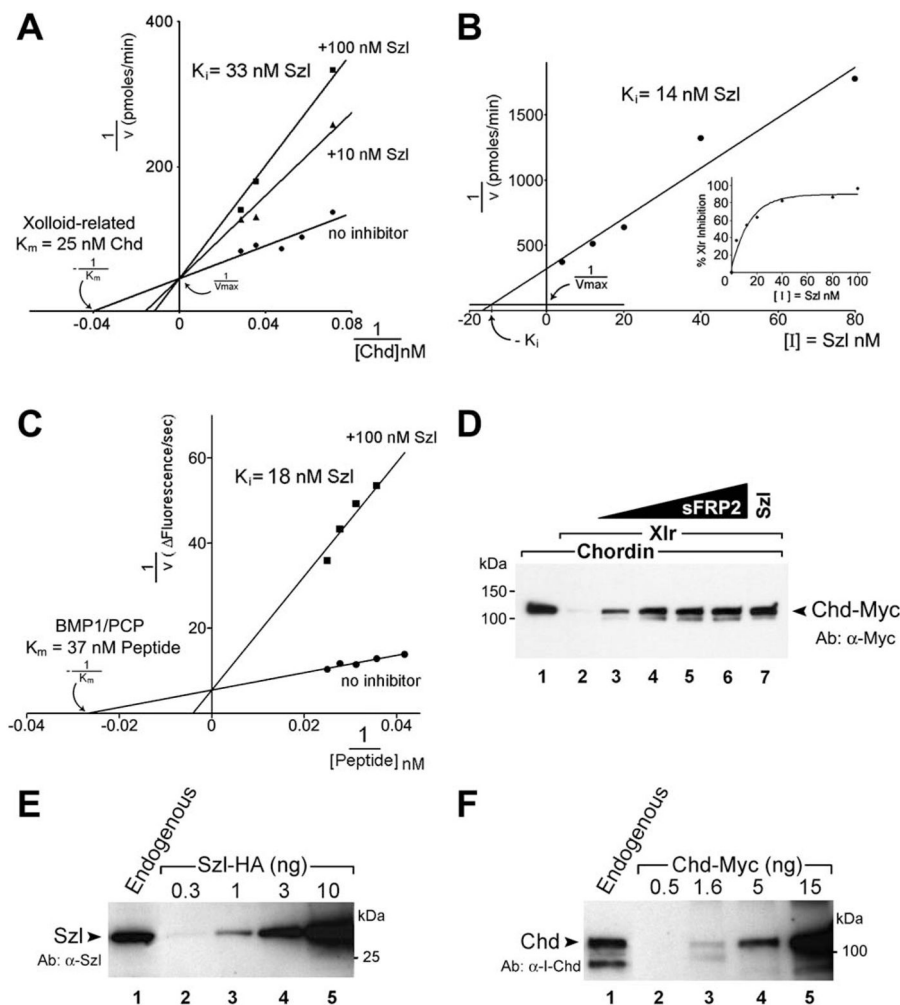 A
400
+100 nM Szl
Ki= 33 nM Szl
1
v (pmoles/min)
+10 nM Szl
200
Xolloid-related
Km = 25 nM Chd
no inhibitor
- 1
Km
1
Vmax
-0.04 0 0.04 0.08
1
[Chd]nM
B
Ki= 14 nM Szl
1500
1
v (pmoles/min)
1000
500
100
80
60
40
20
0
% Xlr Inhibition
0 20 40 60 80 100
[ I ] = Szl nM
1
Vmax
-20 0 20 40 60 80
- Ki
[I] = Szl nM
C
+100 nM Szl
60
Ki= 18 nM Szl
1
v ( ΔFluorescence/sec)
40
20
BMP1/PCP
Km = 37 nM Peptide
- 1
Km
no inhibitor
-0.04 0.02 0 0.02 0.04
1
[Peptide] nM
D
sFRP2 Szl
Xlr
Chordin
kDa
150
100
Chd-Myc
Ab: α-Myc
1 2 3 4 5 6 7
E
Endogenous
Szl-HA (ng)
0.3 1 3 10
kDa
Szl
Ab: α-Szl
25
1 2 3 4 5
F
Endogenous
Chd-Myc (ng)
0.5 1.6 5 15
kDa
Chd
Ab: α-I-Chd
100
1 2 3 4 5